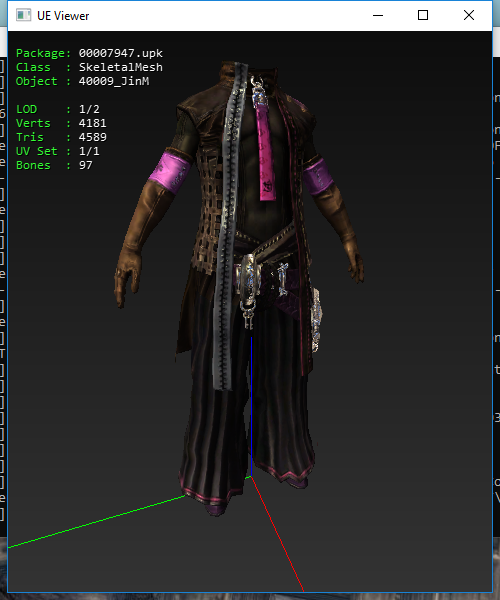 UE Viewer
Package: 00007947.upk
Class : SkeletalMesh
Object : 40009_JinM
LOD : 1/2
Verts : 4181
Tris : 4589
UV Set : 1/1
Bones : 97